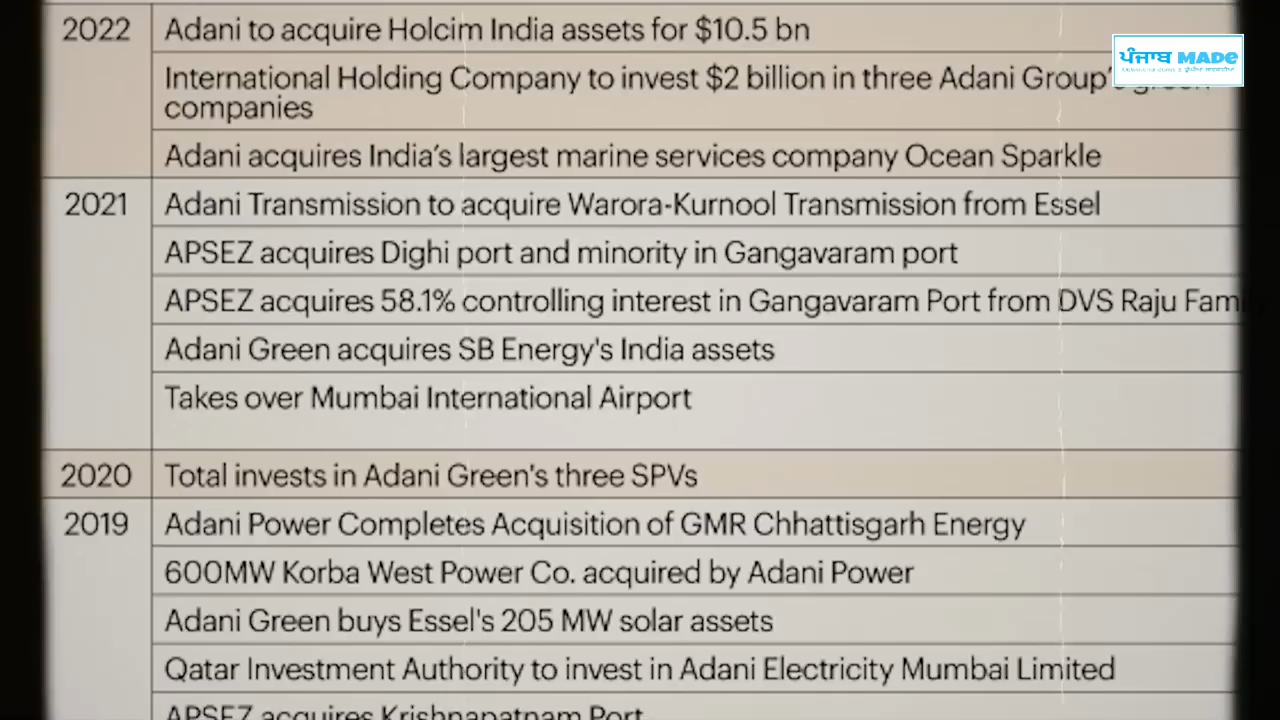 2022
Adani to acquire Holcim India assets for $10.5 bn
ਪੰਜਾਬ MADE
International Holding Company to invest $2 billion in three Adani Group's green
companies
Adani acquires India's largest marine services company Ocean Sparkle
2021
Adani Transmission to acquire Warora-Kurnool Transmission from Essel
APSEZ acquires Dighi port and minority in Gangavaram port
APSEZ acquires 58.1% controlling interest in Gangavaram Port from DVS Raju Fam
Adani Green acquires SB Energy's India assets
Takes over Mumbai International Airport
2020
Total invests in Adani Green's three SPVs
2019
Adani Power Completes Acquisition of GMR Chhattisgarh Energy
600MW Korba West Power Co. acquired by Adani Power
Adani Green buys Essel's 205 MW solar assets
Qatar Investment Authority to invest in Adani Electricity Mumbai Limited
APSEZ acquires Krishnapatnam Port